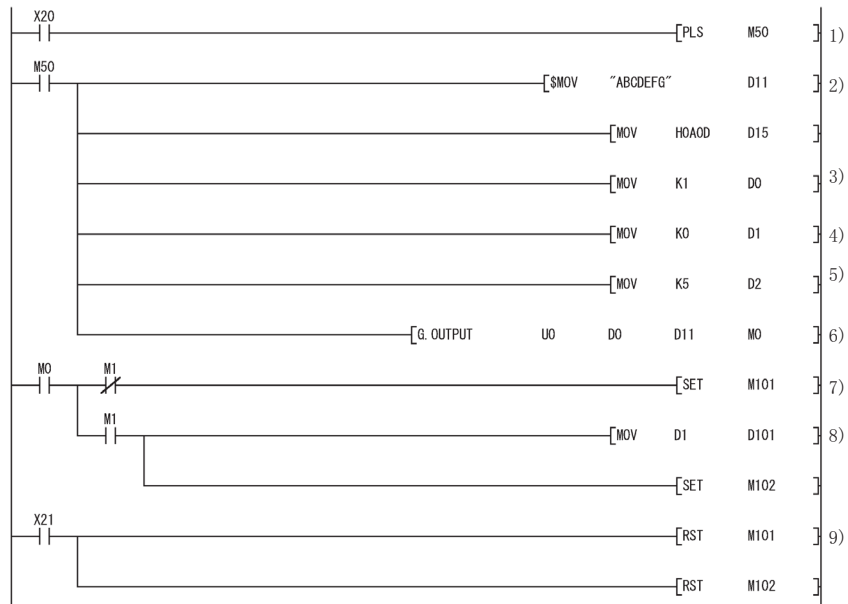 X20
PLS M50 1)
M50
$MOV "ABCDEFG" D11 2)
MOV H0A0D D15
MOV K1 D0 3)
MOV K0 D1 4)
MOV K5 D2 5)
G.OUTPUT U0 D0 D11 M0 6)
M0 M1
SET M101 7)
M1
MOV D1 D101 8)
SET M102
X21
RST M101 9)
RST M102